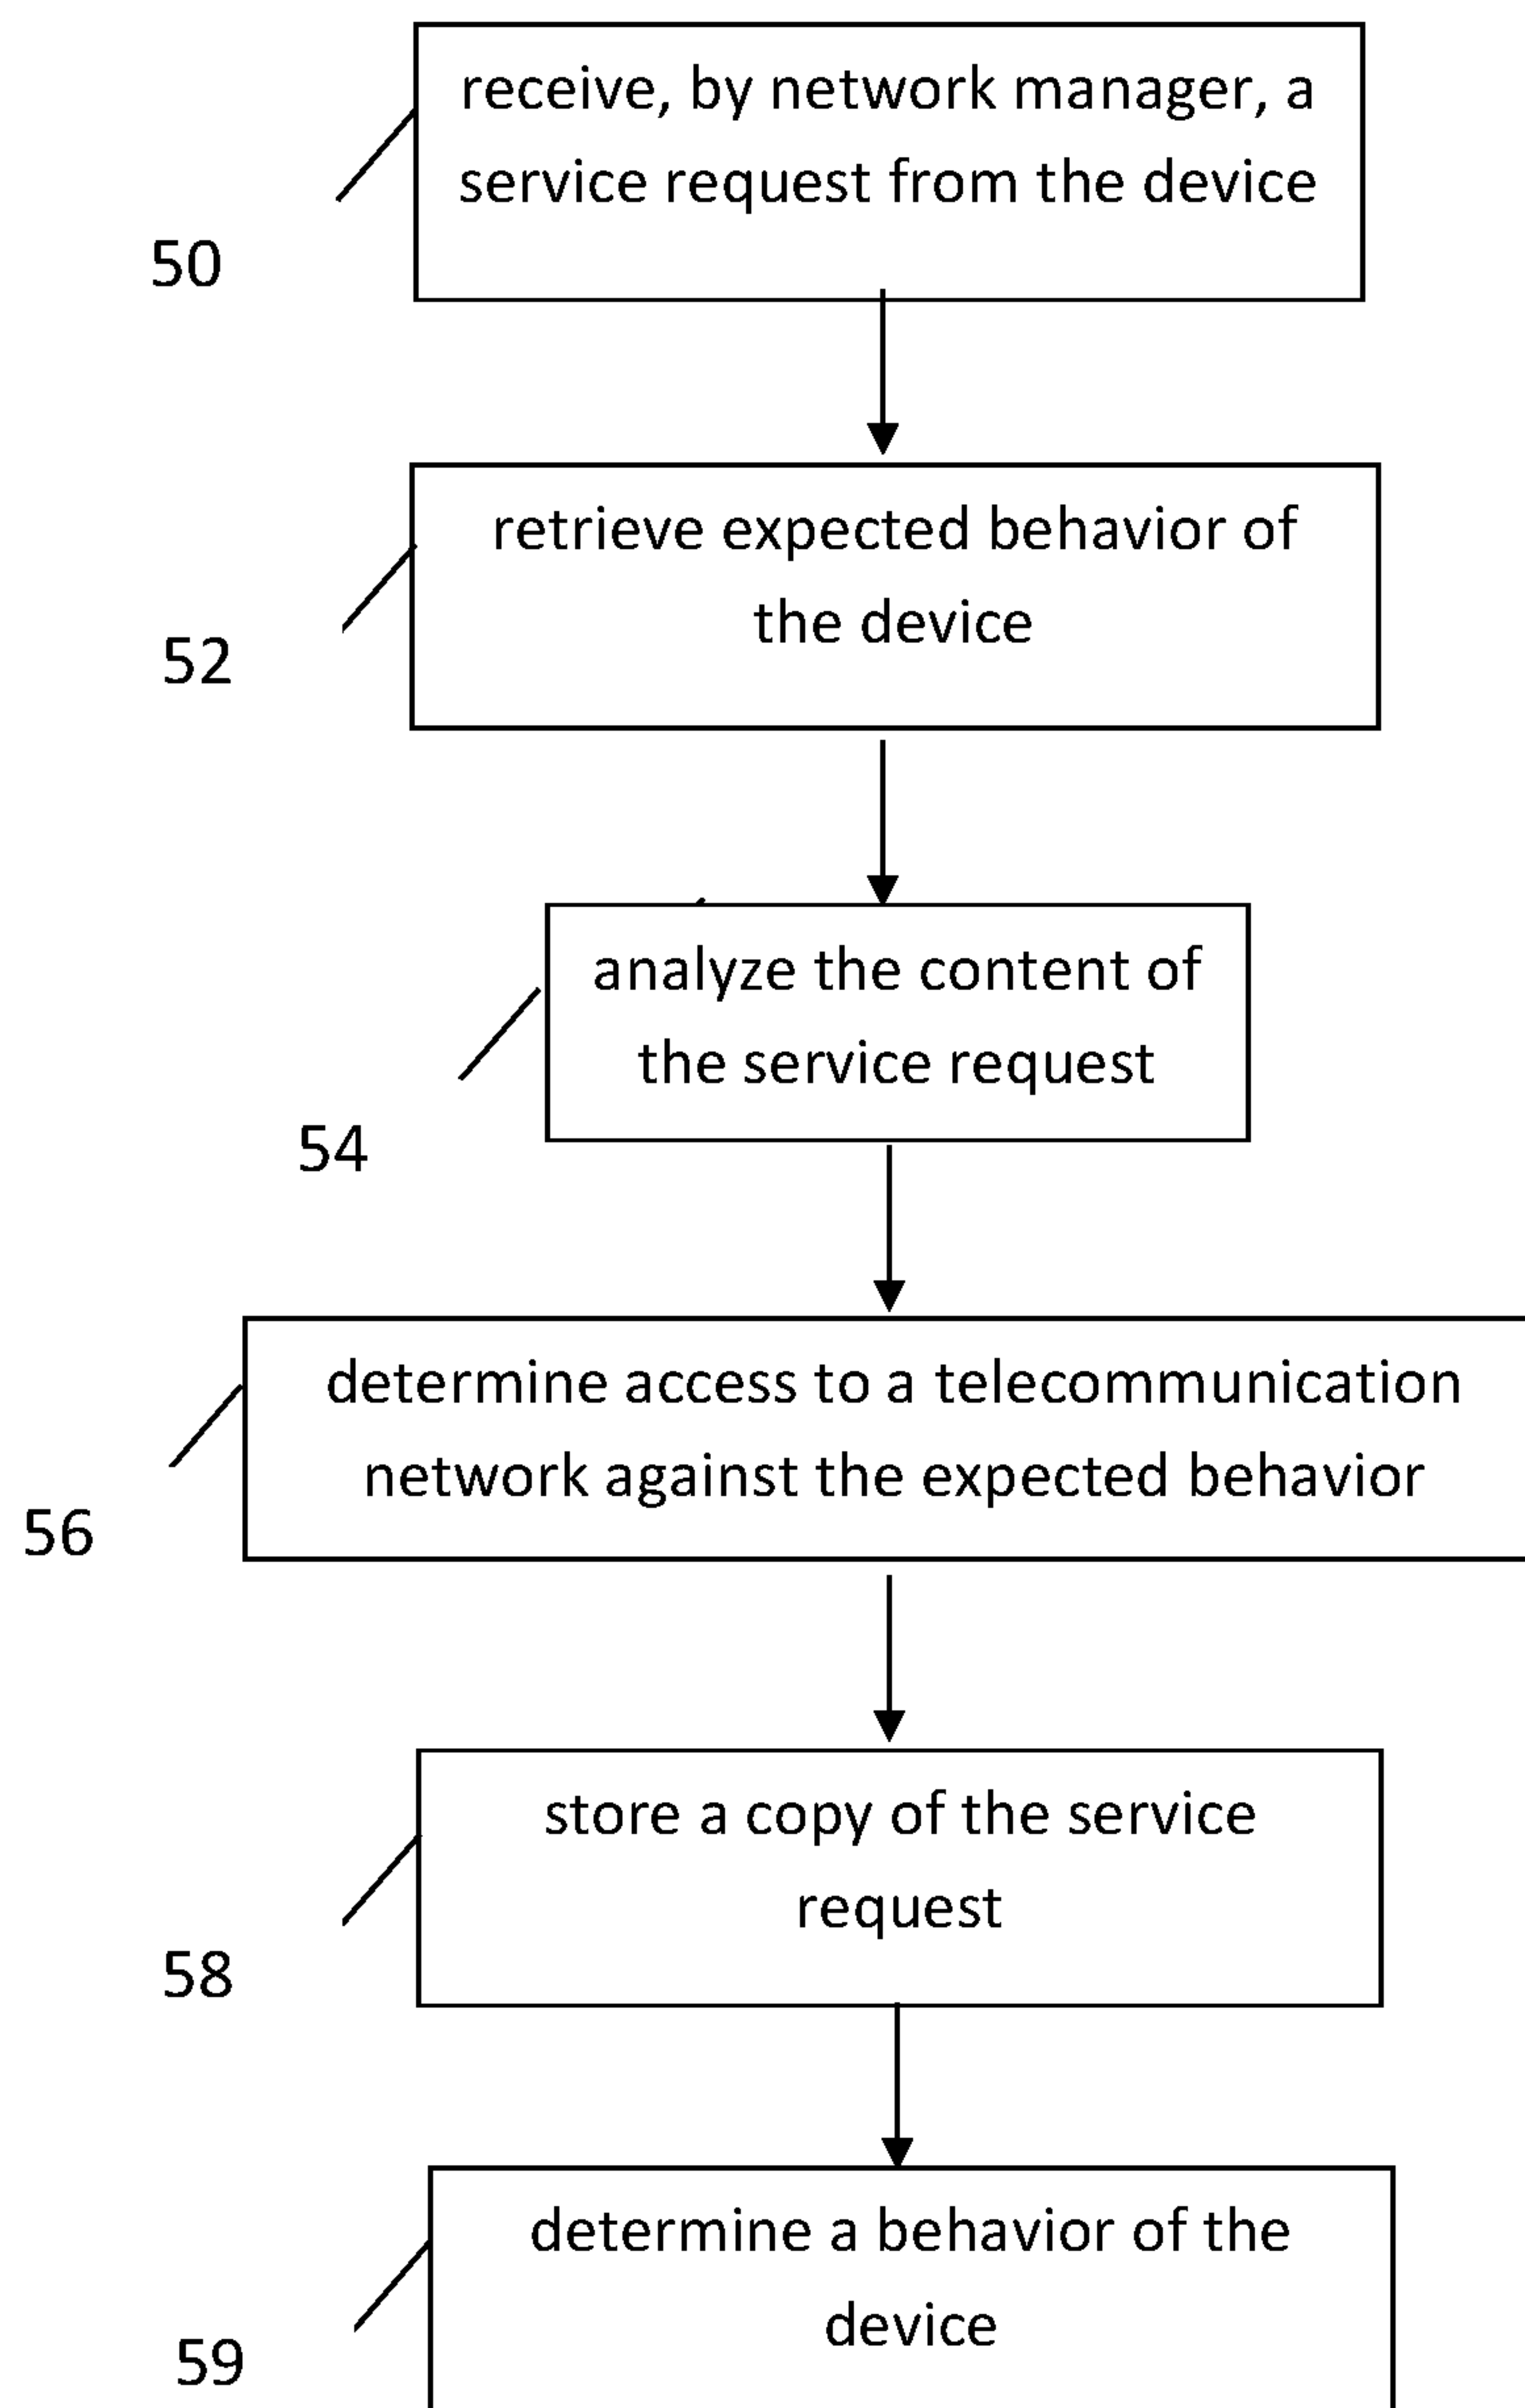 receive, by network manager, a
service request from the device
50
retrieve expected behavior of
the device
52
analyze the content of
the service request
54
determine access to a telecommunication
network against the expected behavior
56
store a copy of the service
request
58
determine a behavior of the
device
59